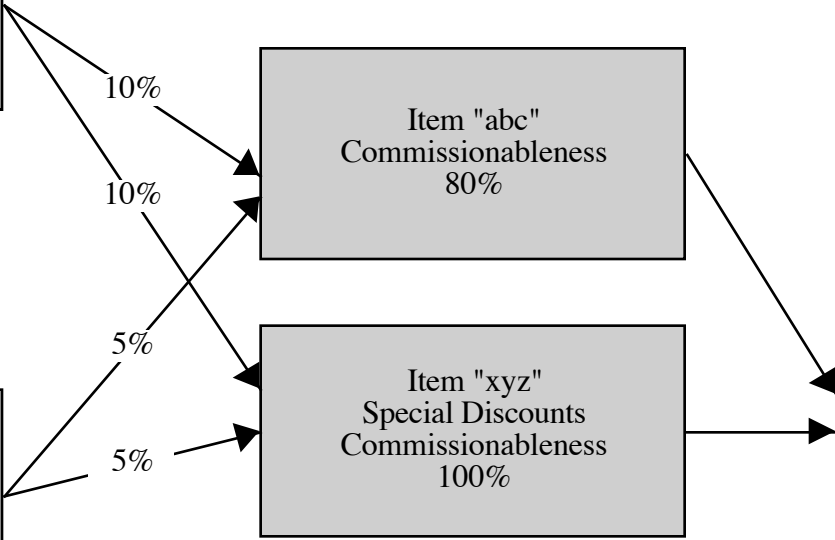 10%
10%
5%
5%
Item "abc"
Commissionableness
80%
Item "xyz"
Special Discounts
Commissionableness
100%